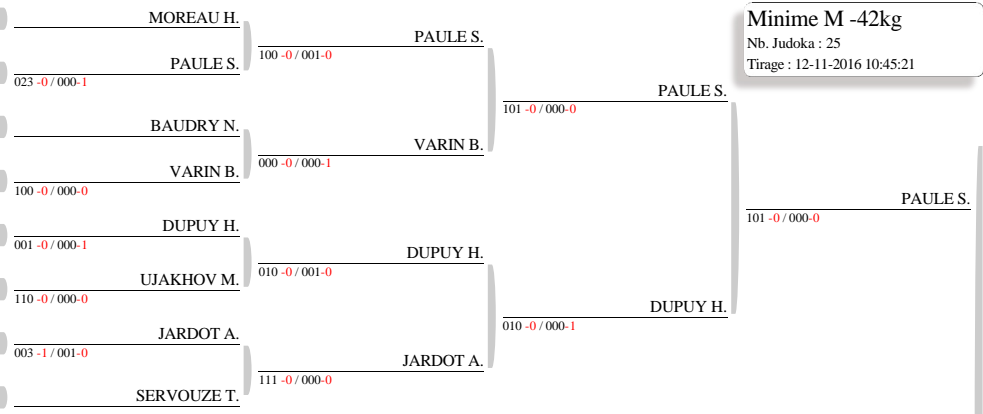 MOREAU H.
PAULE S.
023 -0 / 000-1
BAUDRY N.
VARIN B.
100 -0 / 000-0
DUPUY H.
001 -0 / 000-1
UJAKHOV M.
110 -0 / 000-0
JARDOT A.
003 -1 / 001-0
SERVOUZE T.
PAULE S.
100 -0 / 001-0
VARIN B.
000 -0 / 000-1
DUPUY H.
010 -0 / 001-0
JARDOT A.
111 -0 / 000-0
PAULE S.
101 -0 / 000-0
DUPUY H.
010 -0 / 000-1
Minime M -42kg
Nb. Judoka : 25
Tirage : 12-11-2016 10:45:21
PAULE S.
101 -0 / 000-0